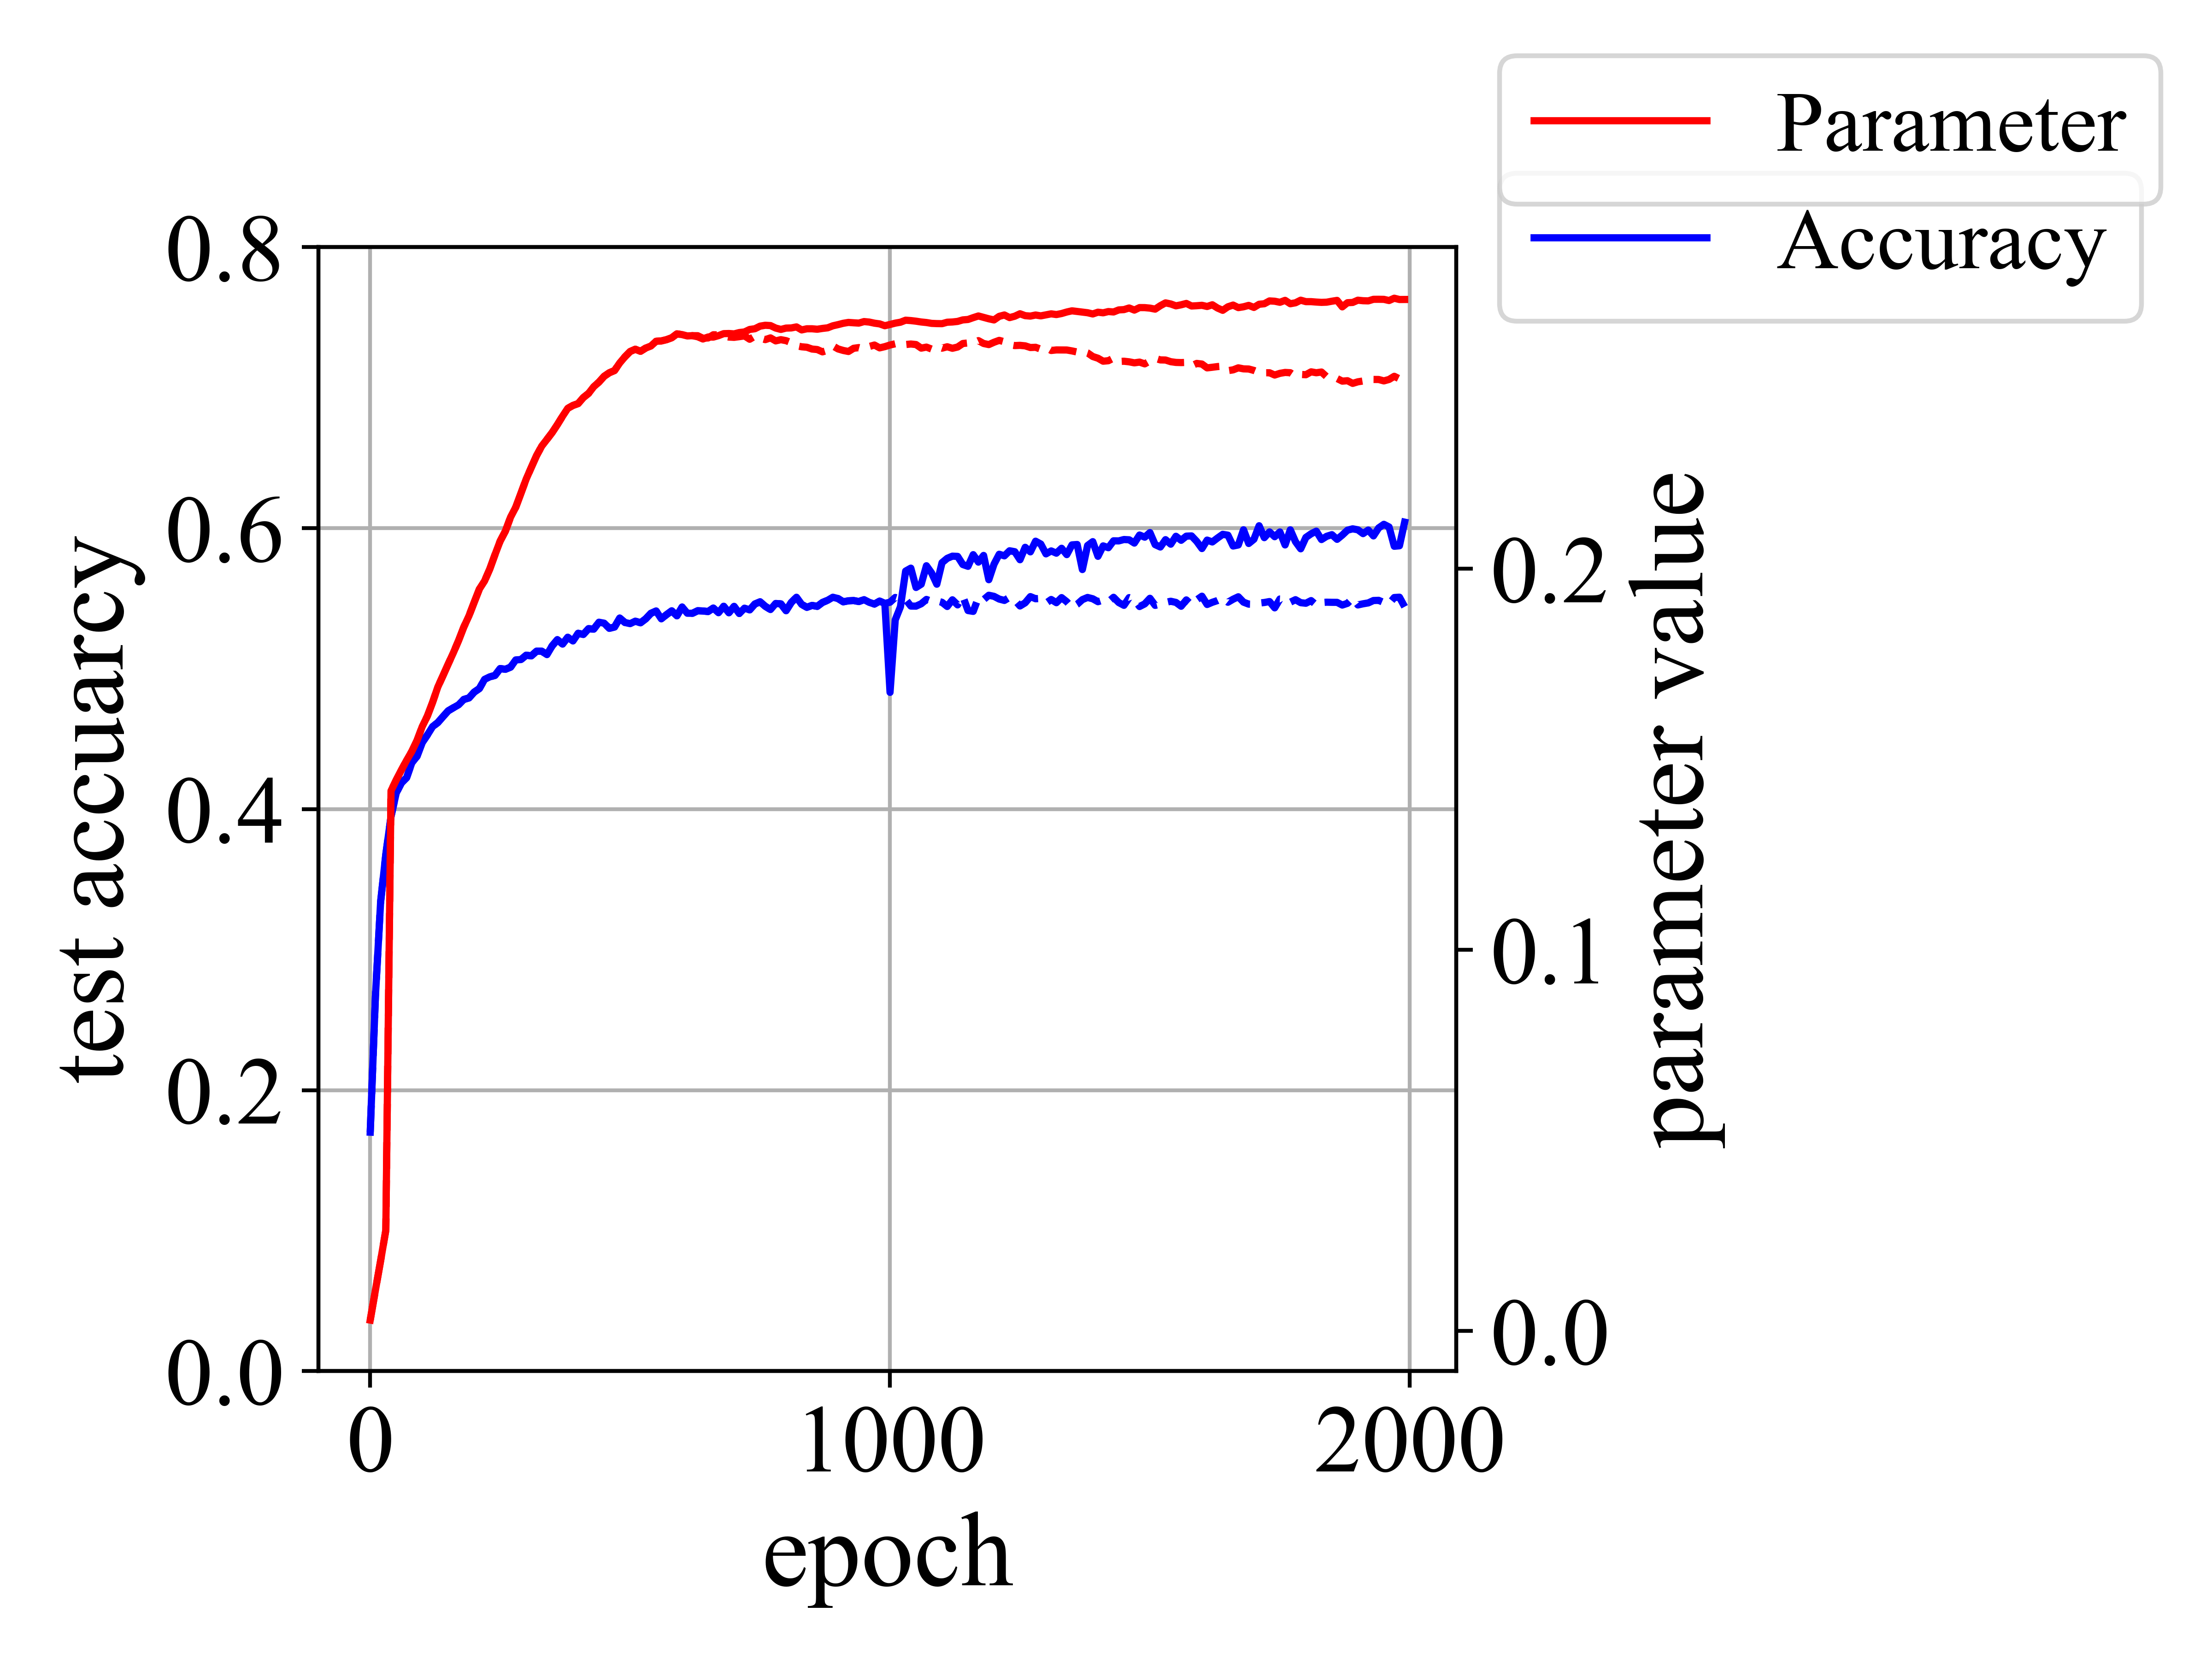 Parameter
Accuracy
0.8
0.6
0.4
0.2
0.0
test accuarcy
0.2
0.1
0.0
parameter value
0
1000
2000
epoch